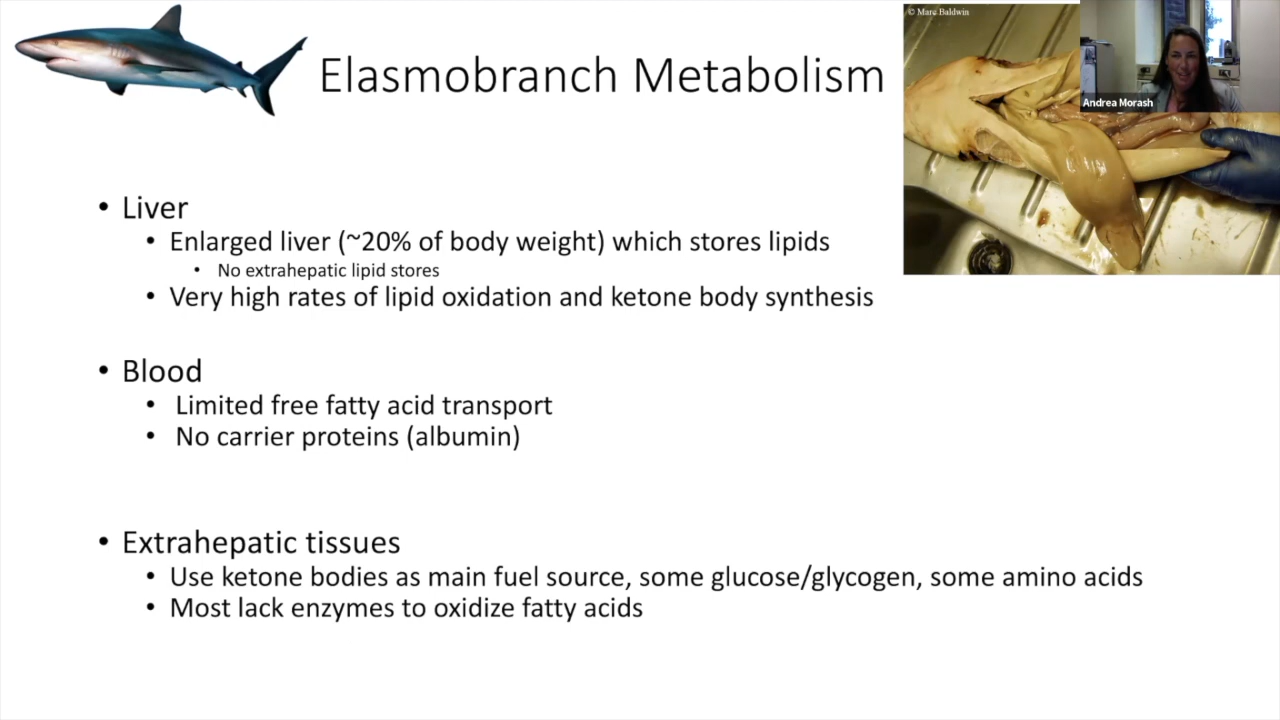 © Marc Baldwin
Andrea Morash
Elasmobranch Metabolism
• Liver
• Enlarged liver (~20% of body weight) which stores lipids
• No extrahepatic lipid stores
• Very high rates of lipid oxidation and ketone body synthesis
• Blood
• Limited free fatty acid transport
• No carrier proteins (albumin)
• Extrahepatic tissues
• Use ketone bodies as main fuel source, some glucose/glycogen, some amino acids
• Most lack enzymes to oxidize fatty acids